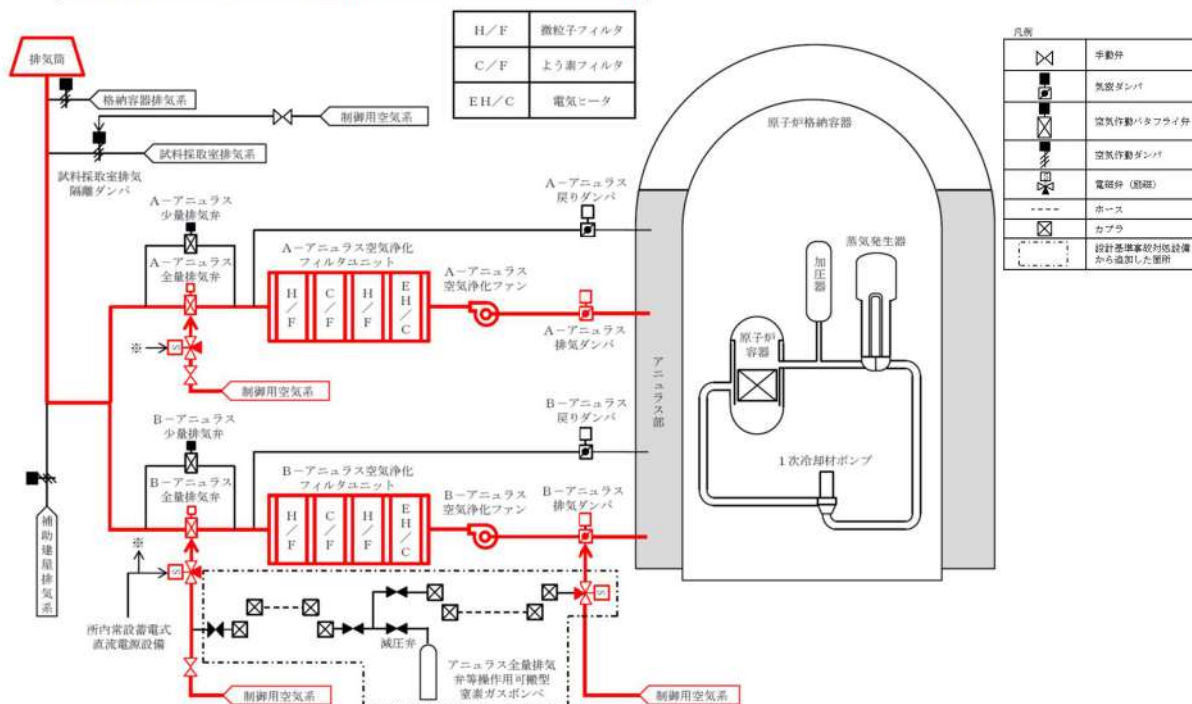 H/F 微粒子フィルタ
C/F よう素フィルタ
EH/C 電気ヒータ
凡例
手動弁
気密ダンパ
空気作動バタフライ弁
空気作動ダンパ
S
電磁弁（励磁）
ホース
カプラ
設計基準事故対処設備
から追加した箇所
排気筒
格納容器排気系
制御用空気系
試料採取室排気系
試料採取室排気
隔離ダンパ
A－アニュラス
少量排気弁
A－アニュラス
全量排気弁
A－アニュラス空気浄化
フィルタユニット
H/F
C/F
H/F
EH/C
A－アニュラス
空気浄化ファン
A－アニュラス
戻りダンパ
A－アニュラス
排気ダンパ
※
S
制御用空気系
原子炉格納容器
アニュラス部
加圧器
蒸気発生器
原子炉
容器
1次冷却材ポンプ
B－アニュラス
少量排気弁
B－アニュラス
全量排気弁
B－アニュラス空気浄化
フィルタユニット
H/F
C/F
H/F
EH/C
B－アニュラス
空気浄化ファン
B－アニュラス
戻りダンパ
B－アニュラス
排気ダンパ
補助建屋排気系
※
S
所内常設蓄電式
直流電源設備
S
減圧弁
アニュラス全量排気
弁等操作用可搬型
窒素ガスボンベ
制御用空気系
制御用空気系